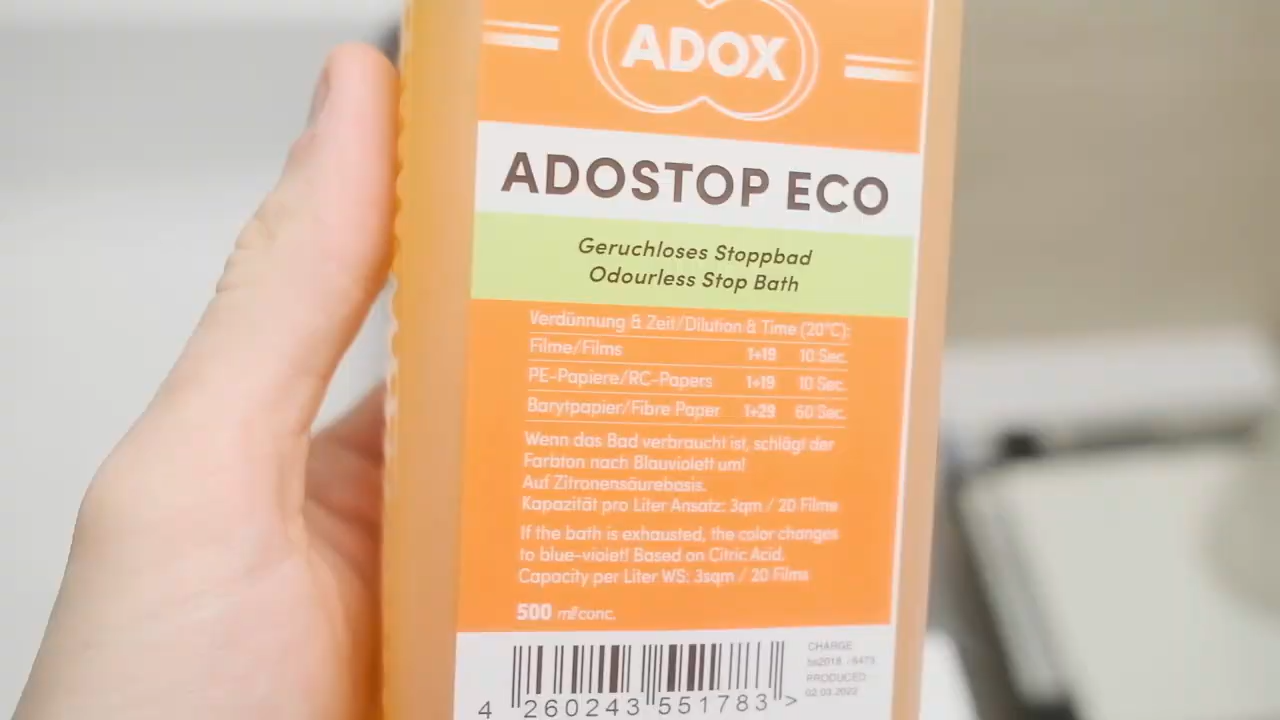 ADOX
ADOSTOP ECO
Geruchloses Stoppbad
Odourless Stop Bath
Verdünnung & Zeit/Dilution & Time (20°C):
Filme/Films 1+19 10 Sec.
PE-Papiere/RC-Papers 1+19 10 Sec.
Barytpapier/Fibre Paper 1+29 60 Sec.
Wenn das Bad verbraucht ist, schlägt der
Farbton nach Blauviolett um!
Auf Zitronensäurebasis.
Kapazität pro Liter Ansatz: 3qm / 20 Filme
If the bath is exhausted, the color changes
to blue-violet! Based on Citric Acid.
Capacity per Liter WS: 3sqm / 20 Films
500 ml conc.
CHARGE
PRODUCED
02.03.2022
4 260243 551783 >